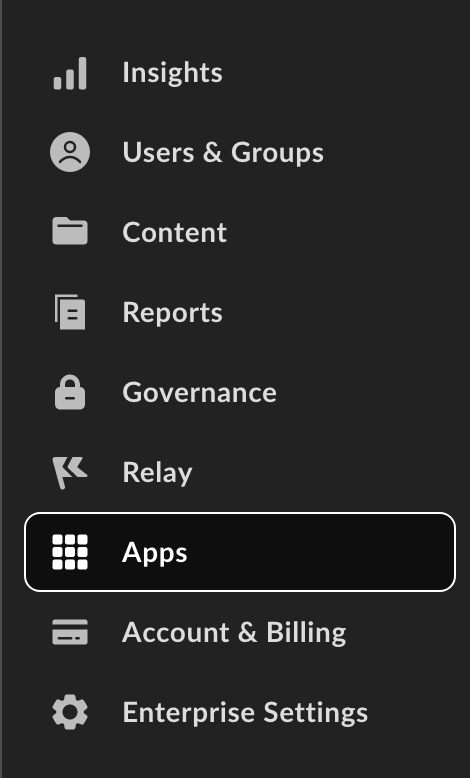 Insights
Users & Groups
Content
Reports
Governance
Relay
Apps
Account & Billing
Enterprise Settings